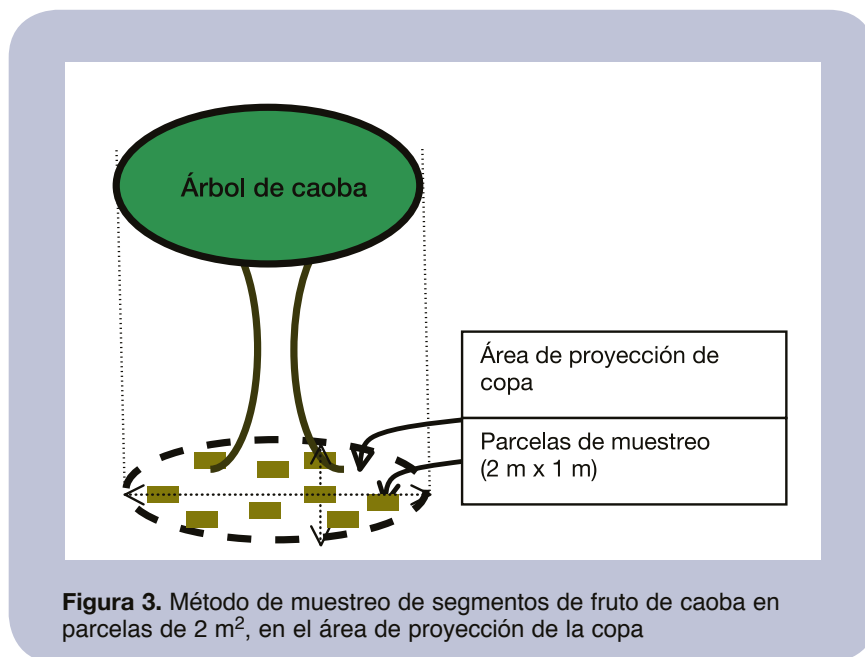 Árbol de caoba
Área de proyección de
copa
Parcelas de muestreo
(2 m x 1 m)
Figura 3. Método de muestreo de segmentos de fruto de caoba en
parcelas de 2 m², en el área de proyección de la copa